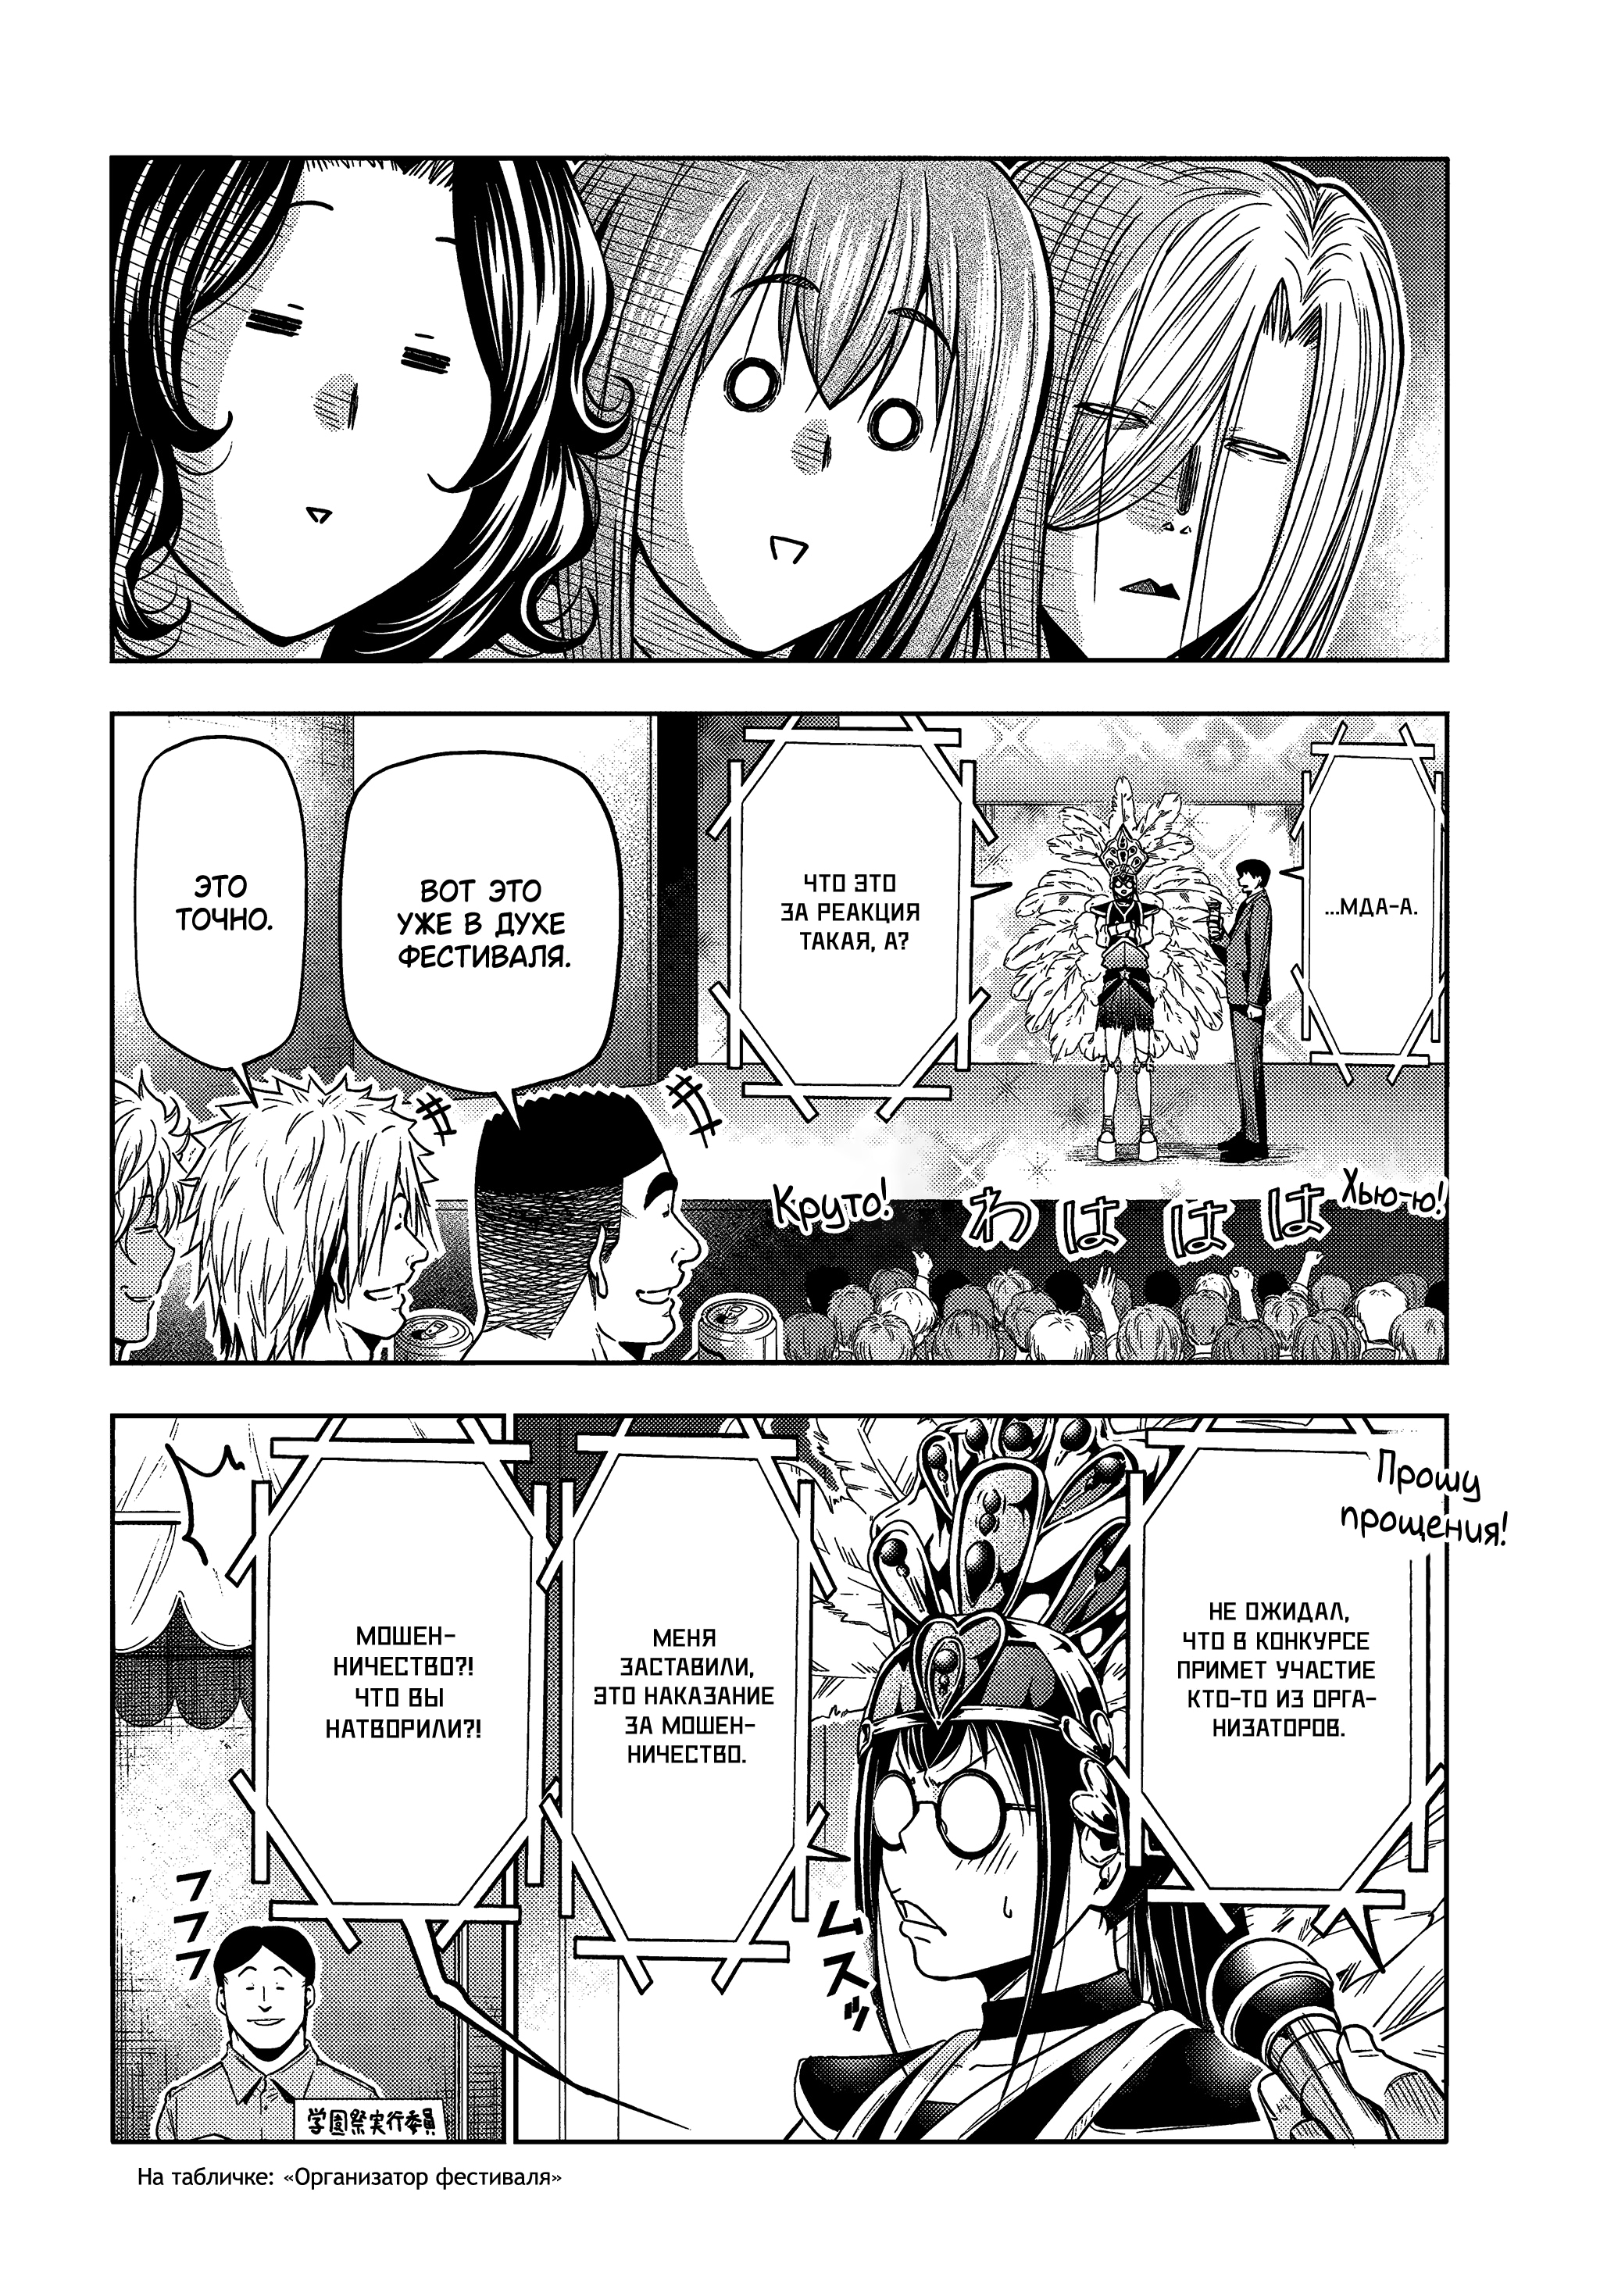 ...МДА-А.
ЧТО ЭТО
ЗА РЕАКЦИЯ
ТАКАЯ, А?
ВОТ ЭТО
УЖЕ В ДУХЕ
ФЕСТИВАЛЯ.
ЭТО
ТОЧНО.
Круто!
わははは
Хью-ю!
Прошу
прощения!
НЕ ОЖИДАЛ,
ЧТО В КОНКУРСЕ
ПРИМЕТ УЧАСТИЕ
КТО-ТО ИЗ ОРГА-
НИЗАТОРОВ.
МЕНЯ
ЗАСТАВИЛИ,
ЭТО НАКАЗАНИЕ
ЗА МОШЕН-
НИЧЕСТВО.
ムスッ
МОШЕН-
НИЧЕСТВО?!
ЧТО ВЫ
НАТВОРИЛИ?!
フフフ
学園祭実行委員
На табличке: «Организатор фестиваля»